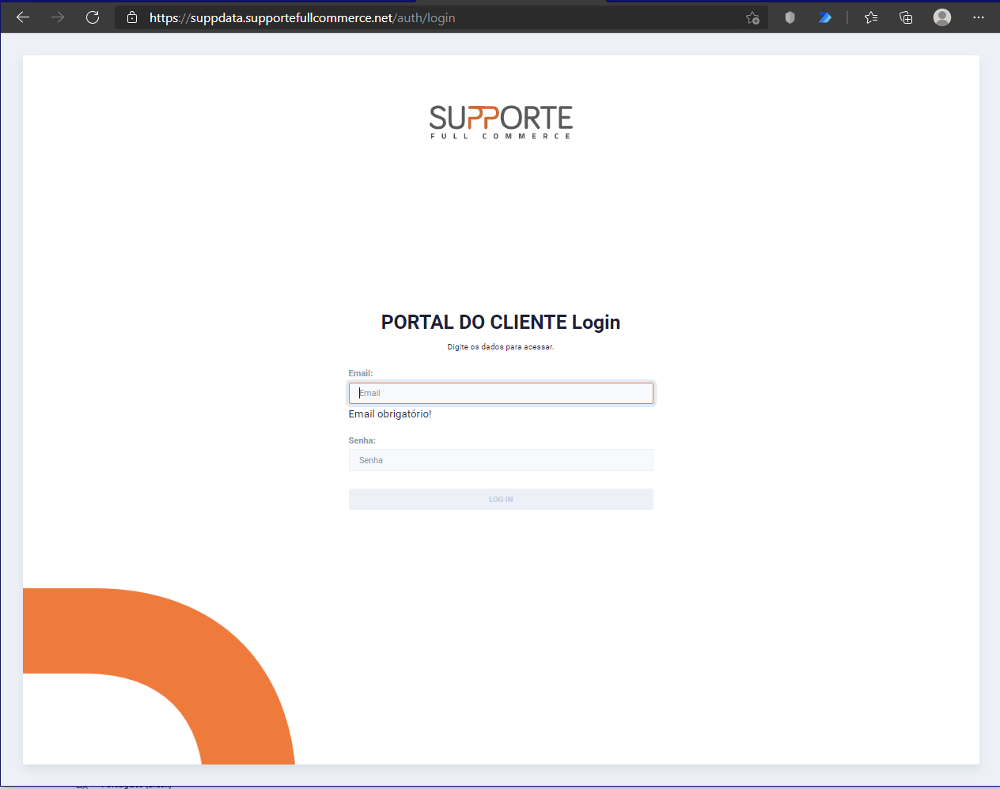 https://suppdata.supportefullcommerce.net/auth/login
SUPPORTE
FULL COMMERCE
PORTAL DO CLIENTE Login
Digite os dados para acessar.
Email:
Email
Email obrigatório!
Senha:
Senha
LOG IN